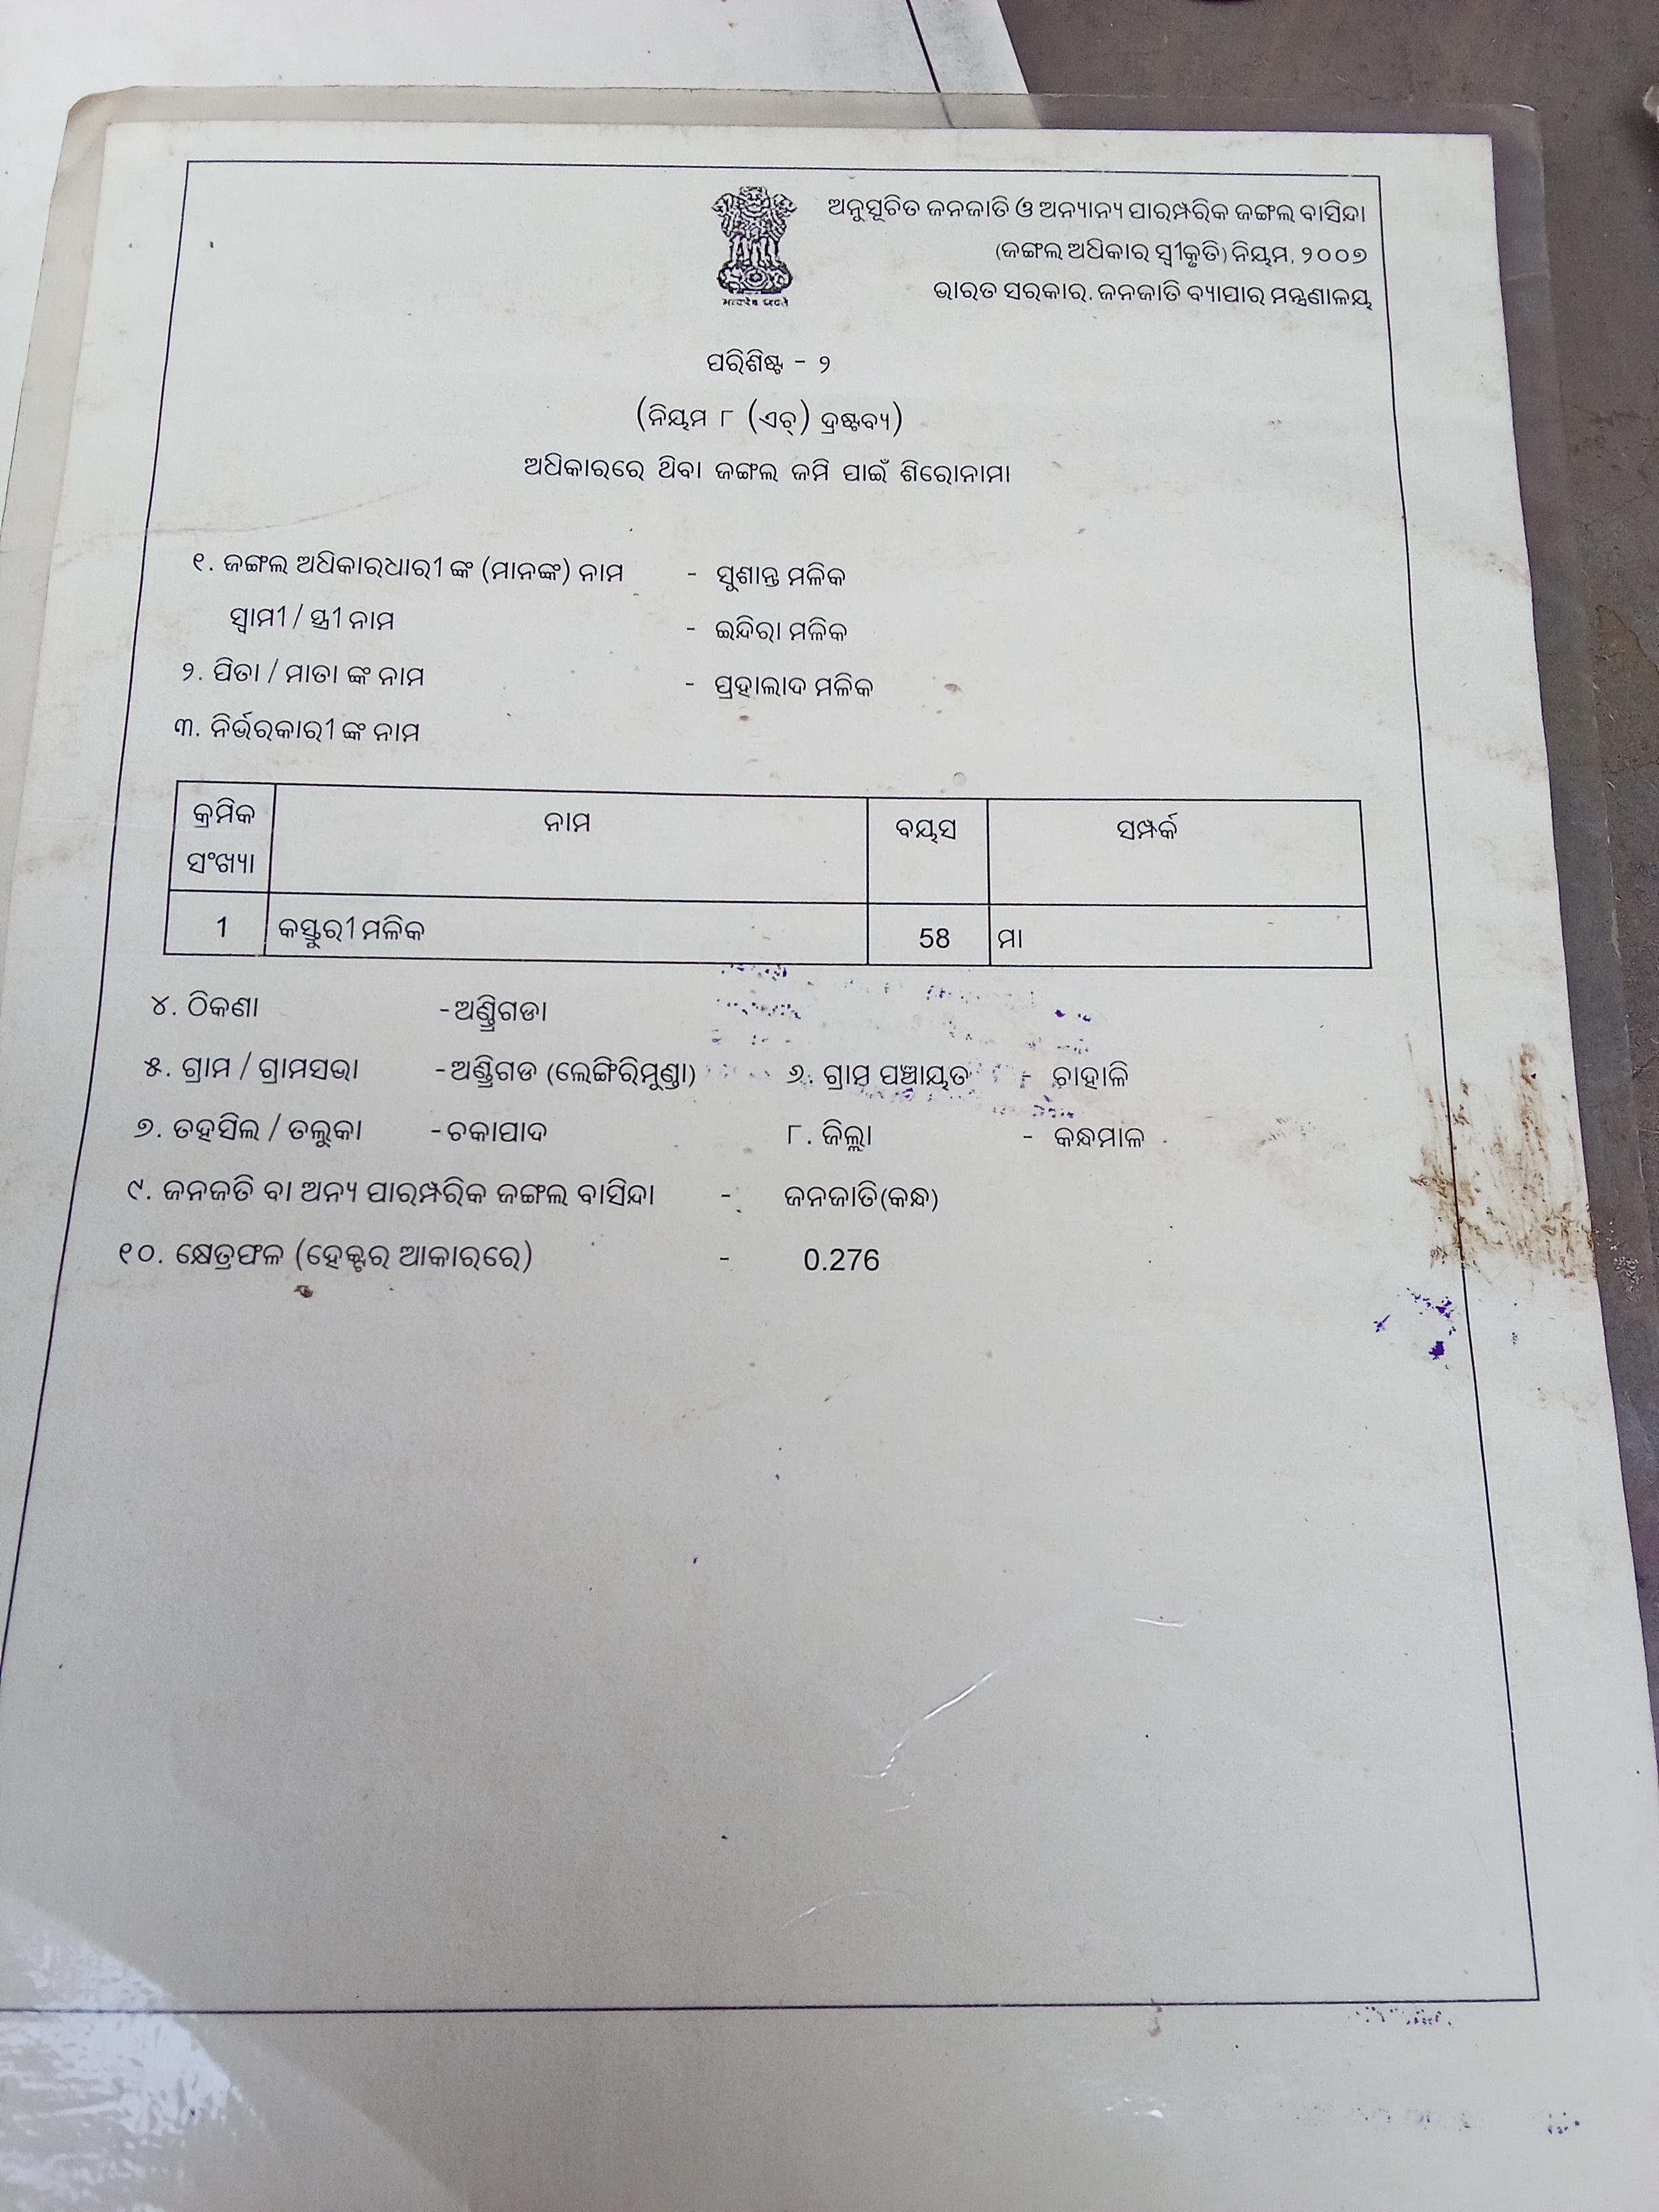 ଅନୁସୂଚିତ ଜନଜାତି ଓ ଅନ୍ୟାନ୍ୟ ପାରମ୍ପରିକ ଜଙ୍ଗଲ ବାସିନ୍ଦା
(ଜଙ୍ଗଲ ଅଧିକାର ସ୍ୱୀକୃତି) ନିୟମ, ୨୦୦୭
ଭାରତ ସରକାର, ଜନଜାତି ବ୍ୟାପାର ମନ୍ତ୍ରଣାଳୟ
ପରିଶିଷ୍ଟ - ୨
(ନିୟମ ୮ (ଏଚ୍) ଦ୍ରଷ୍ଟବ୍ୟ)
ଅଧିକାରରେ ଥିବା ଜଙ୍ଗଲ ଜମି ପାଇଁ ଶିରୋନାମା
୧. ଜଙ୍ଗଲ ଅଧିକାରଧାରୀ ଙ୍କ (ମାନଙ୍କ) ନାମ - ସୁଶାନ୍ତ ମଳିକ
ସ୍ୱାମୀ / ସ୍ତ୍ରୀ ନାମ - ଇନ୍ଦିରା ମଳିକ
୨. ପିତା / ମାତା ଙ୍କ ନାମ - ପ୍ରହାଲାଦ ମଳିକ
୩. ନିର୍ଭରକାରୀ ଙ୍କ ନାମ
କ୍ରମିକ ସଂଖ୍ୟା ନାମ ବୟସ ସମ୍ପର୍କ
1 କସ୍ତୁରୀ ମଳିକ 58 ମା
୪. ଠିକଣା - ଅଣ୍ଡ୍ରିଗଡା
୫. ଗ୍ରାମ / ଗ୍ରାମସଭା - ଅଣ୍ଡ୍ରିଗଡ (ଲେଙ୍ଗିରିମୁଣ୍ଡା) ୬. ଗ୍ରାମ ପଞ୍ଚାୟତ - ଚାହାଳି
୭. ତହସିଲ / ତଲୁକା - ଚକାପାଦ ୮. ଜିଲ୍ଲା - କନ୍ଧମାଳ
୯. ଜନଜତି ବା ଅନ୍ୟ ପାରମ୍ପରିକ ଜଙ୍ଗଲ ବାସିନ୍ଦା - ଜନଜାତି(କନ୍ଧ)
୧୦. କ୍ଷେତ୍ରଫଳ (ହେକ୍ଟର ଆକାରରେ) - 0.276